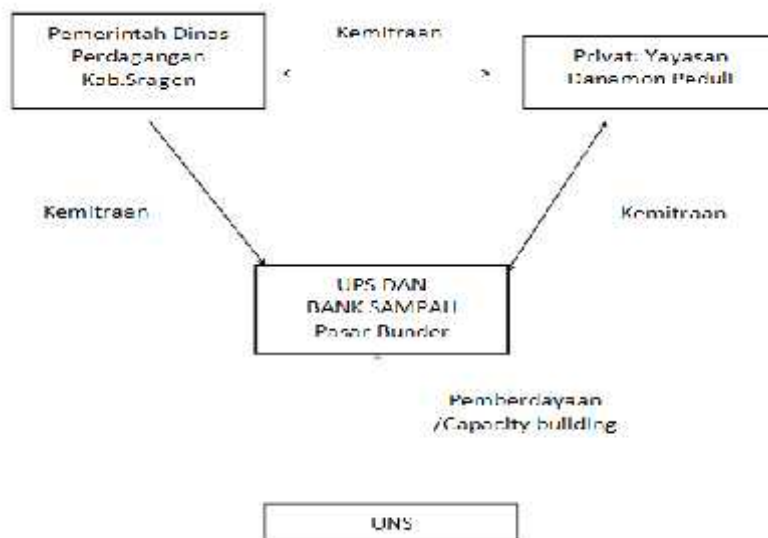 Pemerintah Dinas
Perdagangan
Kab.Sragen
Kemitraan
Privat: Yayasan
Danamon Peduli
Kemitraan
Kemitraan
UPS DAN
BANK SAMPAH
Pasar Bunder
Pemberdayaan
/Capacity building
UNS